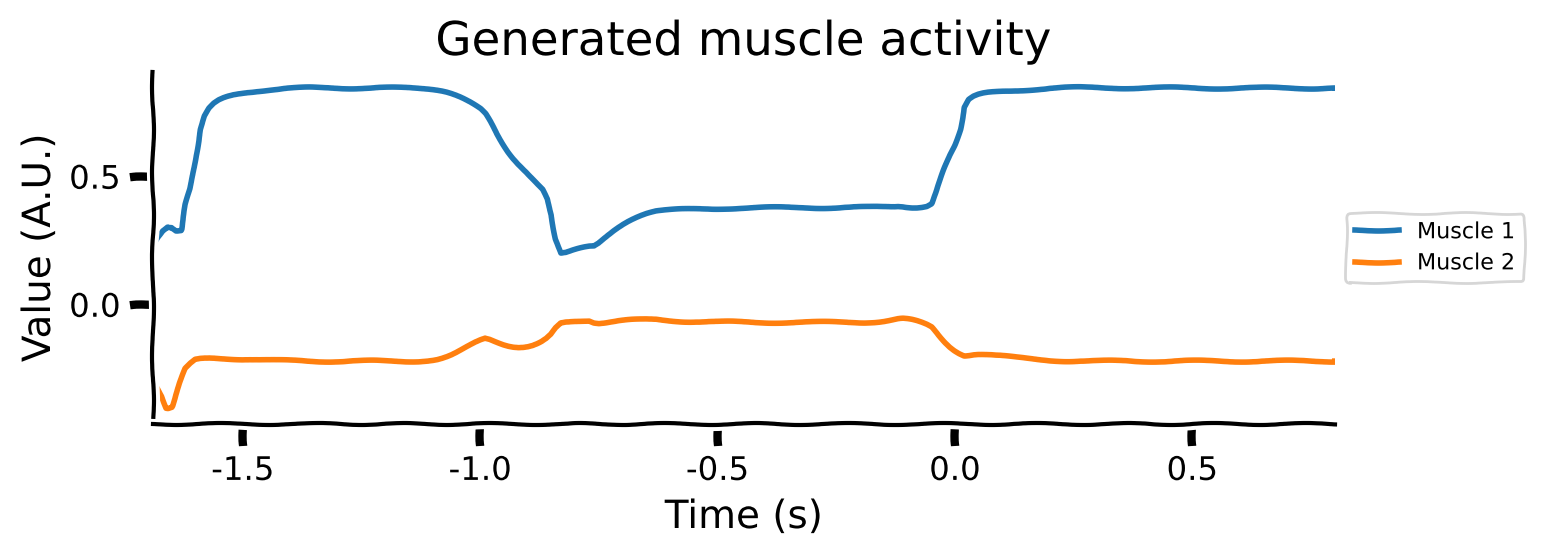 Generated muscle activity
Value (A.U.)
0.5
0.0
Muscle 1
Muscle 2
-1.5
-1.0
-0.5
0.0
0.5
Time (s)